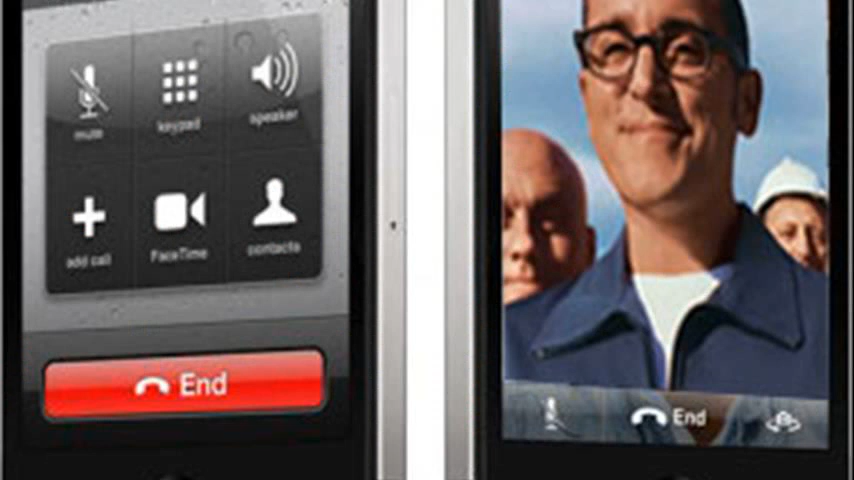 mute
keypad
speaker
add call
FaceTime
contacts
End
End